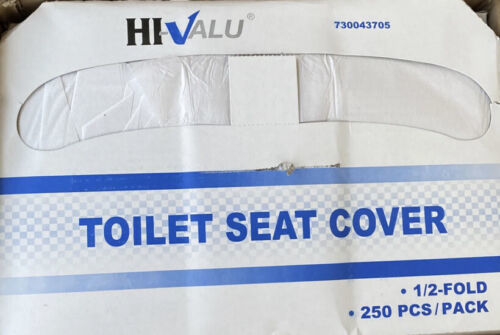 HI-VALU®
730043705
TOILET SEAT COVER
• 1/2-FOLD
• 250 PCS/PACK